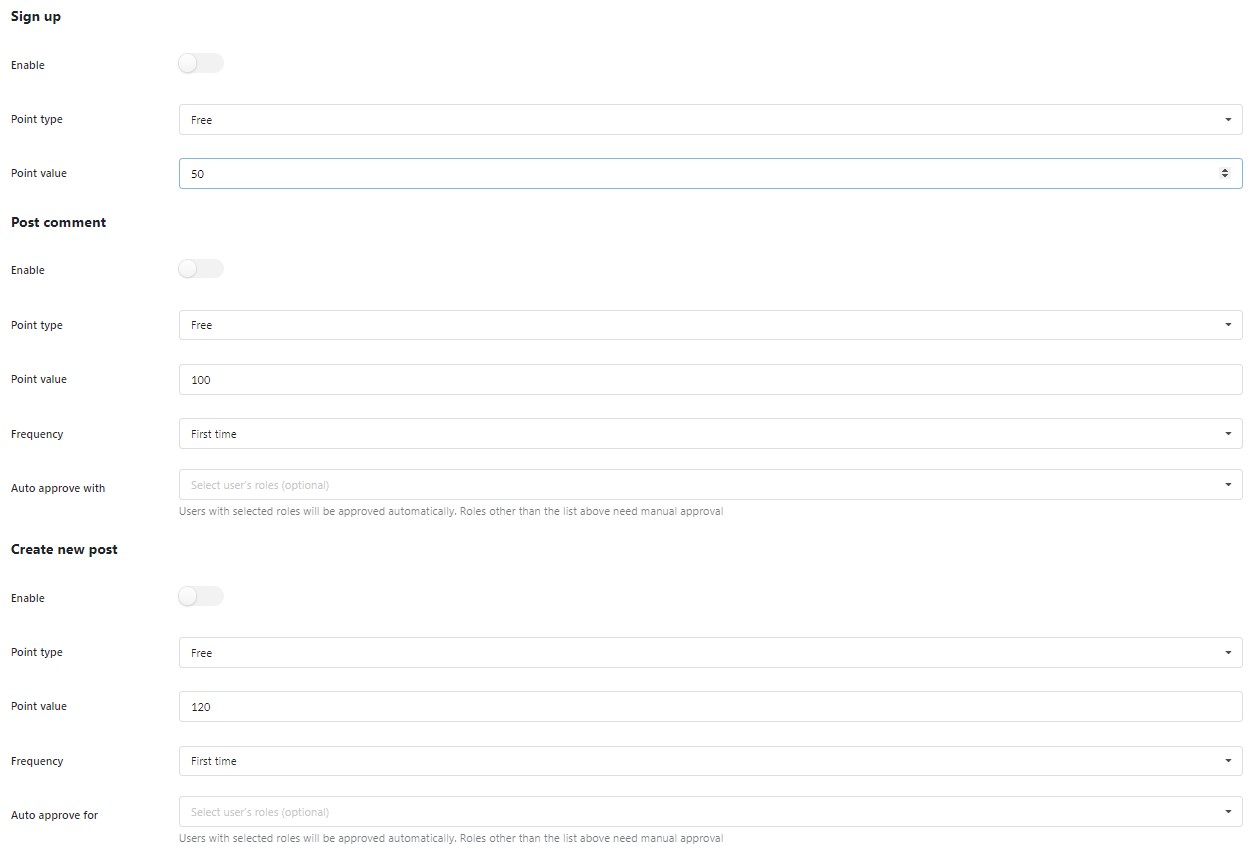 Sign up
Enable
Point type Free
Point value 50
Post comment
Enable
Point type Free
Point value 100
Frequency First time
Auto approve with Select user's roles (optional)
Users with selected roles will be approved automatically. Roles other than the list above need manual approval
Create new post
Enable
Point type Free
Point value 120
Frequency First time
Auto approve for Select user's roles (optional)
Users with selected roles will be approved automatically. Roles other than the list above need manual approval